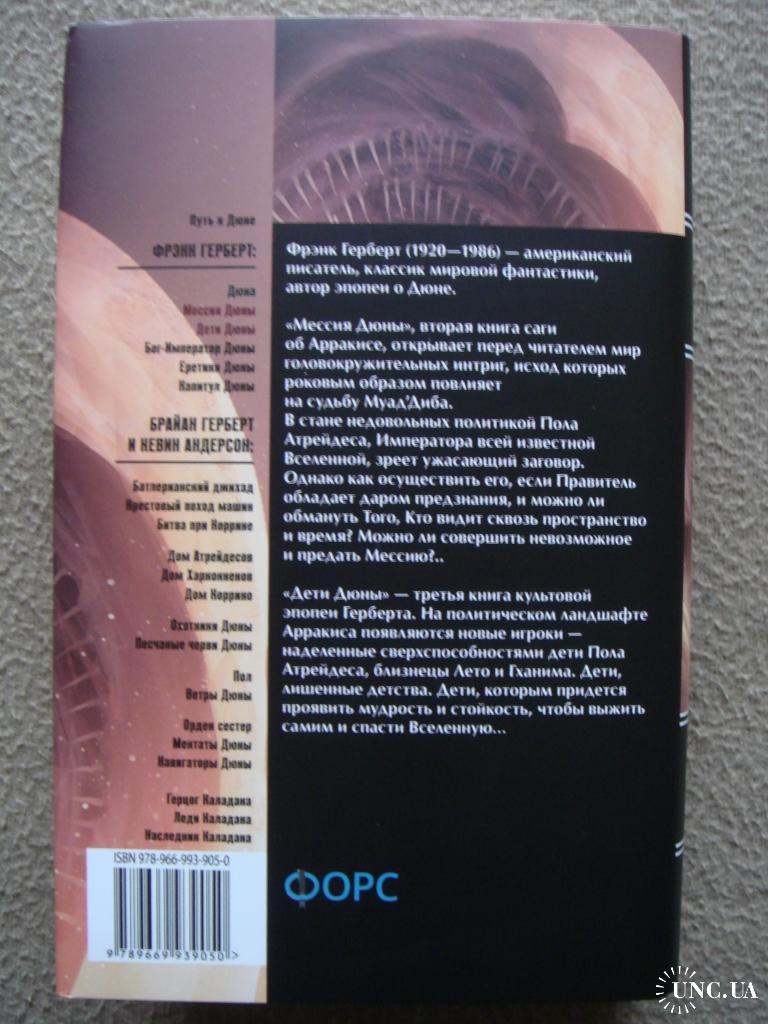 Путь к Дюне
ФРЭНК ГЕРБЕРТ:
Дюна
Мессия Дюны
Дети Дюны
Бог-Император Дюны
Еретики Дюны
Капитул Дюны
БРАЙАН ГЕРБЕРТ
И КЕВИН АНДЕРСОН:
Батлерианский джихад
Крестовый поход машин
Битва при Коррине
Дом Атрейдесов
Дом Харконненов
Дом Коррино
Охотники Дюны
Песчаные черви Дюны
Пол
Ветры Дюны
Орден сестер
Ментаты Дюны
Навигаторы Дюны
Герцог Каладана
Леди Каладана
Наследник Каладана
ISBN 978-966-993-905-0
9 789669 939050 >
Фрэнк Герберт (1920—1986) — американский
писатель, классик мировой фантастики,
автор эпопеи о Дюне.
«Мессия Дюны», вторая книга саги
об Арракисе, открывает перед читателем мир
головокружительных интриг, исход которых
роковым образом повлияет
на судьбу Муад'Диба.
В стане недовольных политикой Пола
Атрейдеса, Императора всей известной
Вселенной, зреет ужасающий заговор.
Однако как осуществить его, если Правитель
обладает даром предзнания, и можно ли
обмануть Того, Кто видит сквозь пространство
и время? Можно ли совершить невозможное
и предать Мессию?..
«Дети Дюны» — третья книга культовой
эпопеи Герберта. На политическом ландшафте
Арракиса появляются новые игроки —
наделенные сверхспособностями дети Пола
Атрейдеса, близнецы Лето и Гханима. Дети,
лишенные детства. Дети, которым придется
проявить мудрость и стойкость, чтобы выжить
самим и спасти Вселенную...
ФОРС
UNC.UA